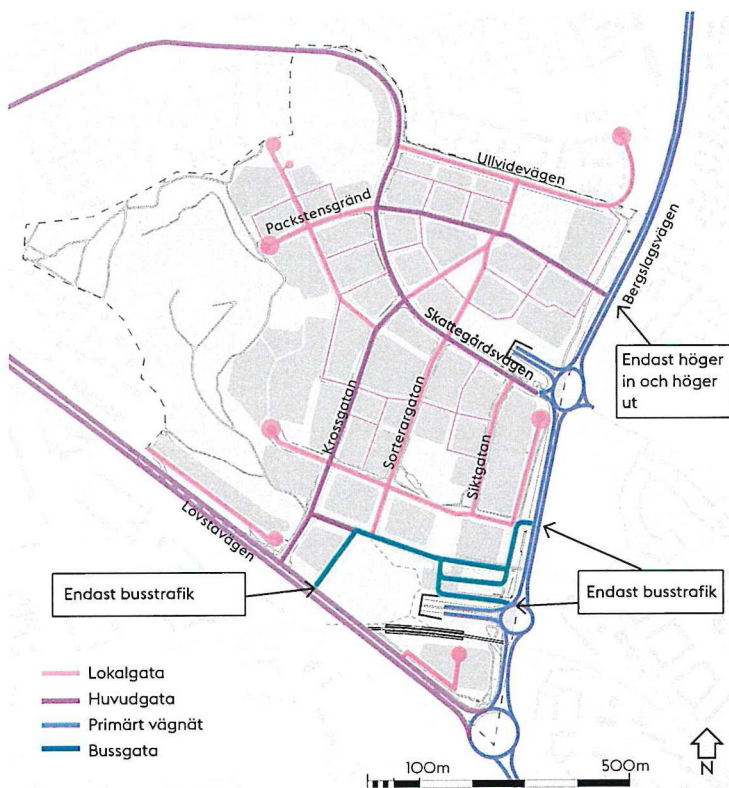 Ullvidevägen
Packstensgränd
Bergslagsvägen
Skattegårdsvägen
Endast höger
in och höger
ut
Krossgatan
Sorterargatan
Siktgatan
Lövstavägen
Endast busstrafik
Endast busstrafik
Lokalgata
Huvudgata
Primärt vägnät
Bussgata
100m
500m
N